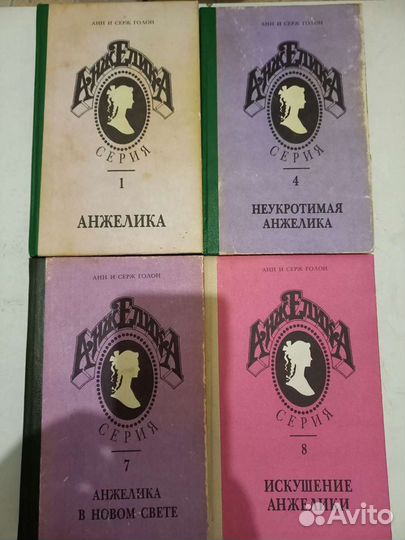 АНН И СЕРЖ ГОЛОН
АНЖЕЛИКА
СЕРИЯ
1
АНЖЕЛИКА
АНН И СЕРЖ ГОЛОН
АНЖЕЛИКА
СЕРИЯ
4
НЕУКРОТИМАЯ
АНЖЕЛИКА
АНН И СЕРЖ ГОЛОН
АНЖЕЛИКА
СЕРИЯ
7
АНЖЕЛИКА
В НОВОМ СВЕТЕ
АНН И СЕРЖ ГОЛОН
АНЖЕЛИКА
СЕРИЯ
8
ИСКУШЕНИЕ
АНЖЕЛИКИ
Avito